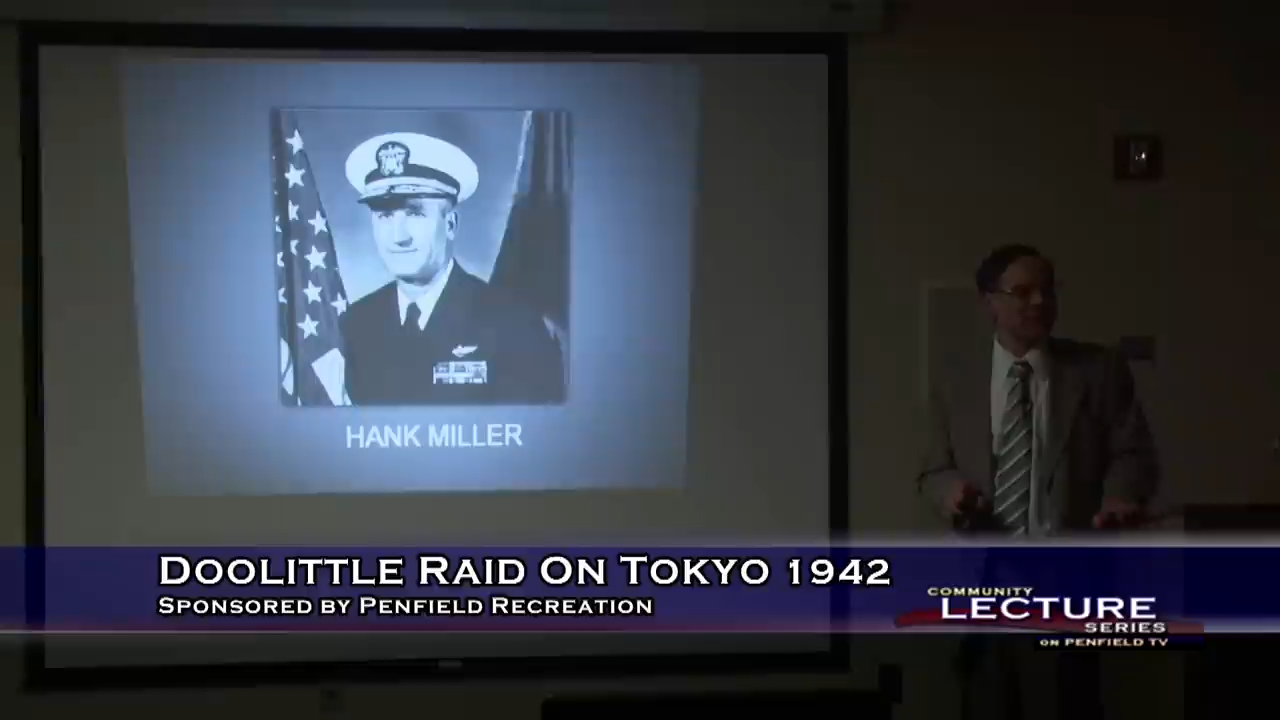 HANK MILLER
DOOLITTLE RAID ON TOKYO 1942
SPONSORED BY PENFIELD RECREATION
COMMUNITY
LECTURE
SERIES
ON PENFIELD TV